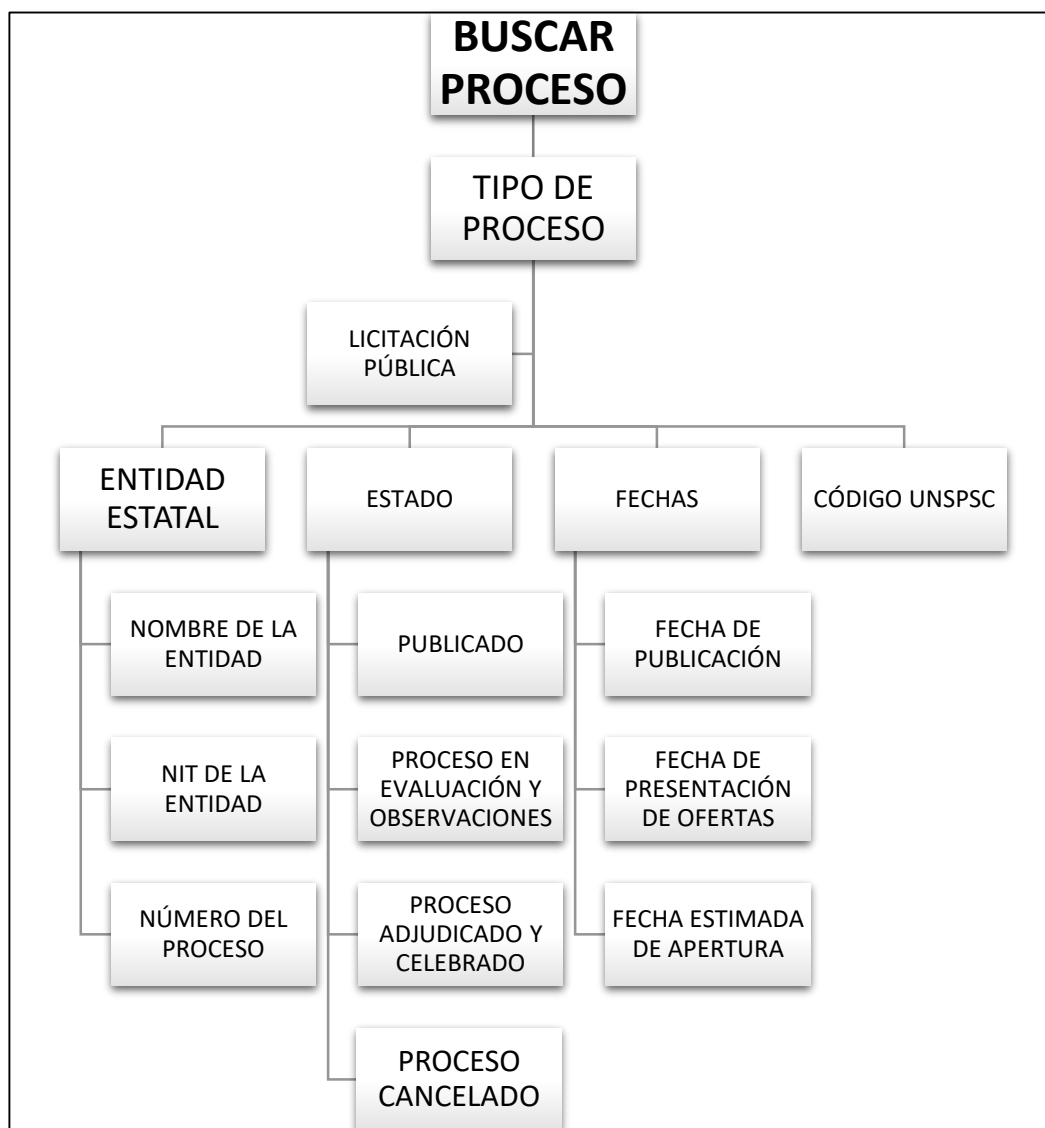 BUSCAR
PROCESO
TIPO DE
PROCESO
LICITACIÓN
PÚBLICA
ENTIDAD
ESTATAL
NOMBRE DE LA
ENTIDAD
NIT DE LA
ENTIDAD
NÚMERO DEL
PROCESO
ESTADO
PUBLICADO
PROCESO EN
EVALUACIÓN Y
OBSERVACIONES
PROCESO
ADJUDICADO Y
CELEBRADO
PROCESO
CANCELADO
FECHAS
FECHA DE
PUBLICACIÓN
FECHA DE
PRESENTACIÓN
DE OFERTAS
FECHA ESTIMADA
DE APERTURA
CÓDIGO UNSPSC